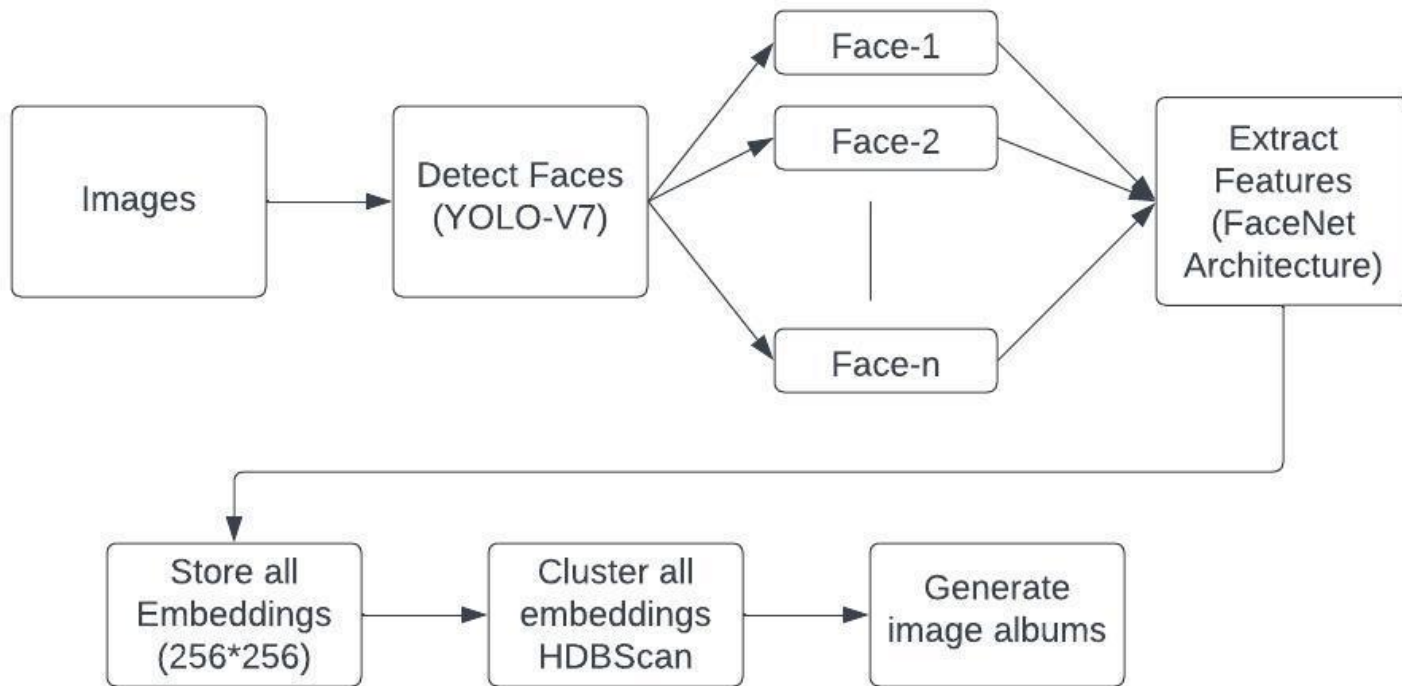 Images
Detect Faces
(YOLO-V7)
Face-1
Face-2
Face-n
Extract
Features
(FaceNet
Architecture)
Store all
Embeddings
(256*256)
Cluster all
embeddings
HDBScan
Generate
image albums